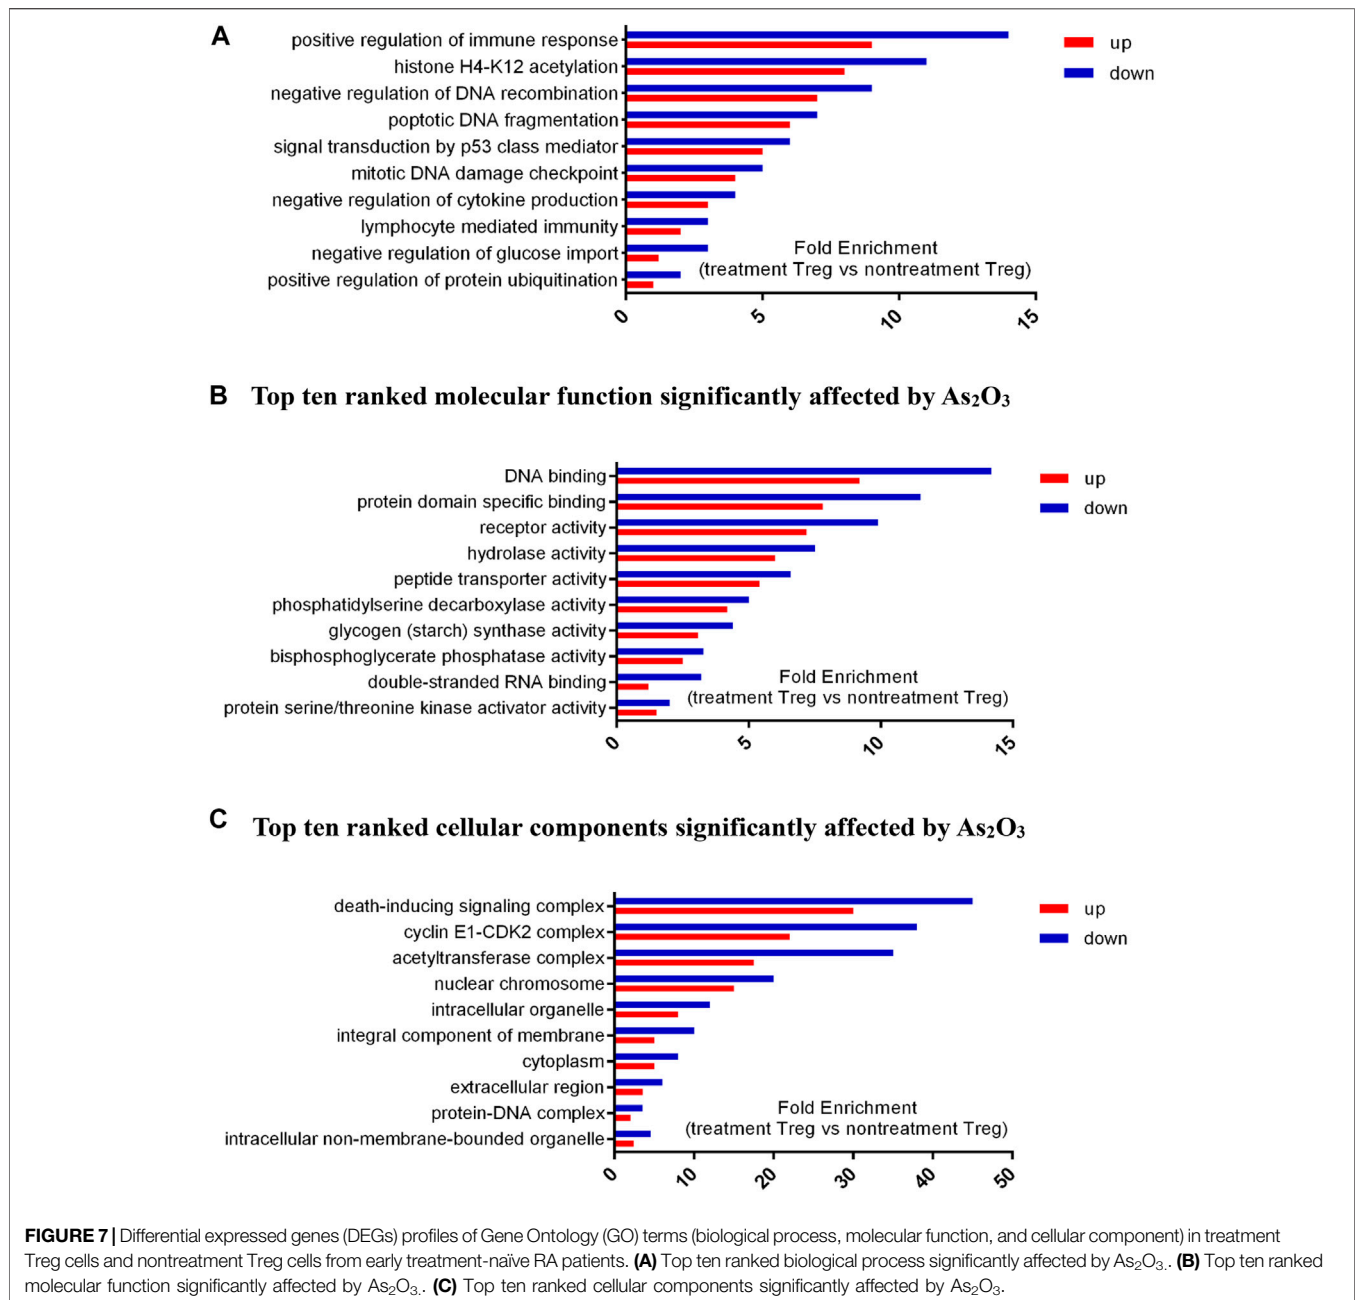 A
positive regulation of immune response
histone H4-K12 acetylation
negative regulation of DNA recombination
poptotic DNA fragmentation
signal transduction by p53 class mediator
mitotic DNA damage checkpoint
negative regulation of cytokine production
lymphocyte mediated immunity
negative regulation of glucose import
positive regulation of protein ubiquitination
up
down
Fold Enrichment
(treatment Treg vs nontreatment Treg)
0 5 10 15
B Top ten ranked molecular function significantly affected by As₂O₃
DNA binding
protein domain specific binding
receptor activity
hydrolase activity
peptide transporter activity
phosphatidylserine decarboxylase activity
glycogen (starch) synthase activity
bisphosphoglycerate phosphatase activity
double-stranded RNA binding
protein serine/threonine kinase activator activity
up
down
Fold Enrichment
(treatment Treg vs nontreatment Treg)
0 5 10 15
C Top ten ranked cellular components significantly affected by As₂O₃
death-inducing signaling complex
cyclin E1-CDK2 complex
acetyltransferase complex
nuclear chromosome
intracellular organelle
integral component of membrane
cytoplasm
extracellular region
protein-DNA complex
intracellular non-membrane-bounded organelle
up
down
Fold Enrichment
(treatment Treg vs nontreatment Treg)
0 10 20 30 40 50
FIGURE 7 | Differential expressed genes (DEGs) profiles of Gene Ontology (GO) terms (biological process, molecular function, and cellular component) in treatment
Treg cells and nontreatment Treg cells from early treatment-naïve RA patients. (A) Top ten ranked biological process significantly affected by As₂O₃.. (B) Top ten ranked
molecular function significantly affected by As₂O₃.. (C) Top ten ranked cellular components significantly affected by As₂O₃.